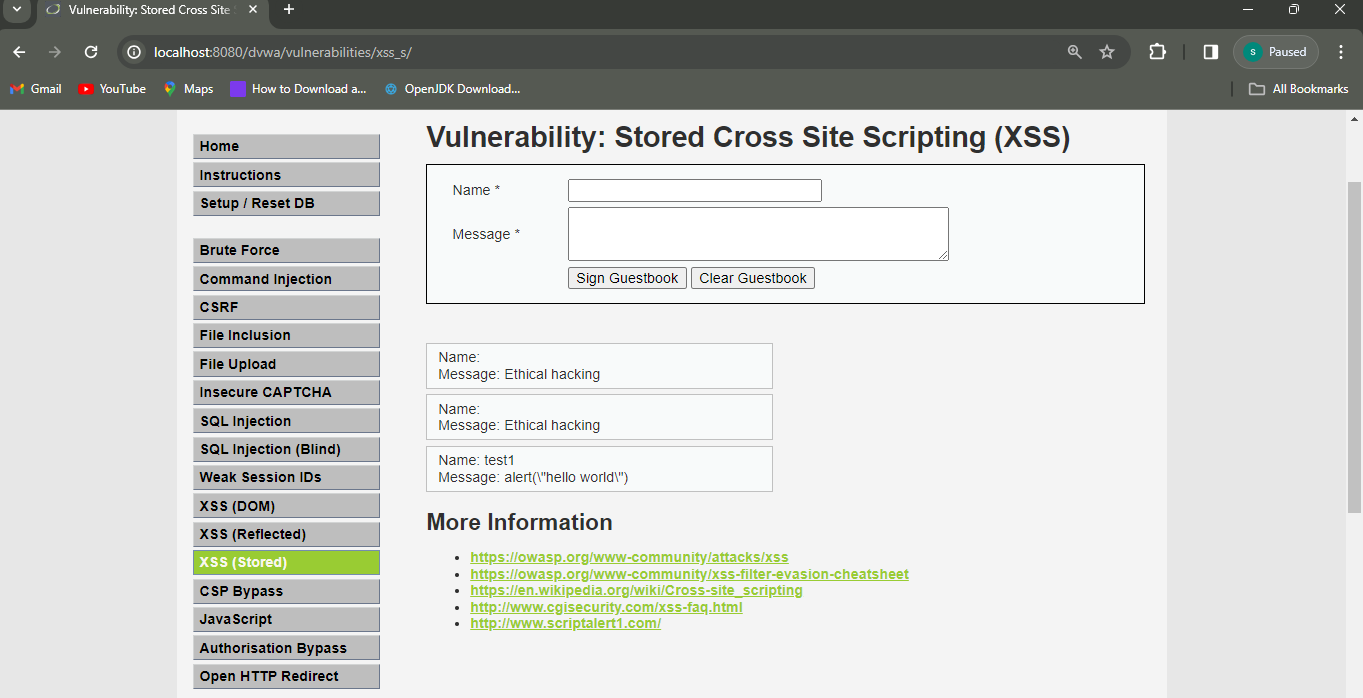 Vulnerability: Stored Cross Site
localhost:8080/dvwa/vulnerabilities/xss_s/
s Paused
Gmail YouTube Maps How to Download a... OpenJDK Download... All Bookmarks
Home
Instructions
Setup / Reset DB
Brute Force
Command Injection
CSRF
File Inclusion
File Upload
Insecure CAPTCHA
SQL Injection
SQL Injection (Blind)
Weak Session IDs
XSS (DOM)
XSS (Reflected)
XSS (Stored)
CSP Bypass
JavaScript
Authorisation Bypass
Open HTTP Redirect
Vulnerability: Stored Cross Site Scripting (XSS)
Name *
Message *
Sign Guestbook Clear Guestbook
Name:
Message: Ethical hacking
Name:
Message: Ethical hacking
Name: test1
Message: alert(\"hello world\")
More Information
https://owasp.org/www-community/attacks/xss
https://owasp.org/www-community/xss-filter-evasion-cheatsheet
https://en.wikipedia.org/wiki/Cross-site_scripting
http://www.cgisecurity.com/xss-faq.html
http://www.scriptalert1.com/